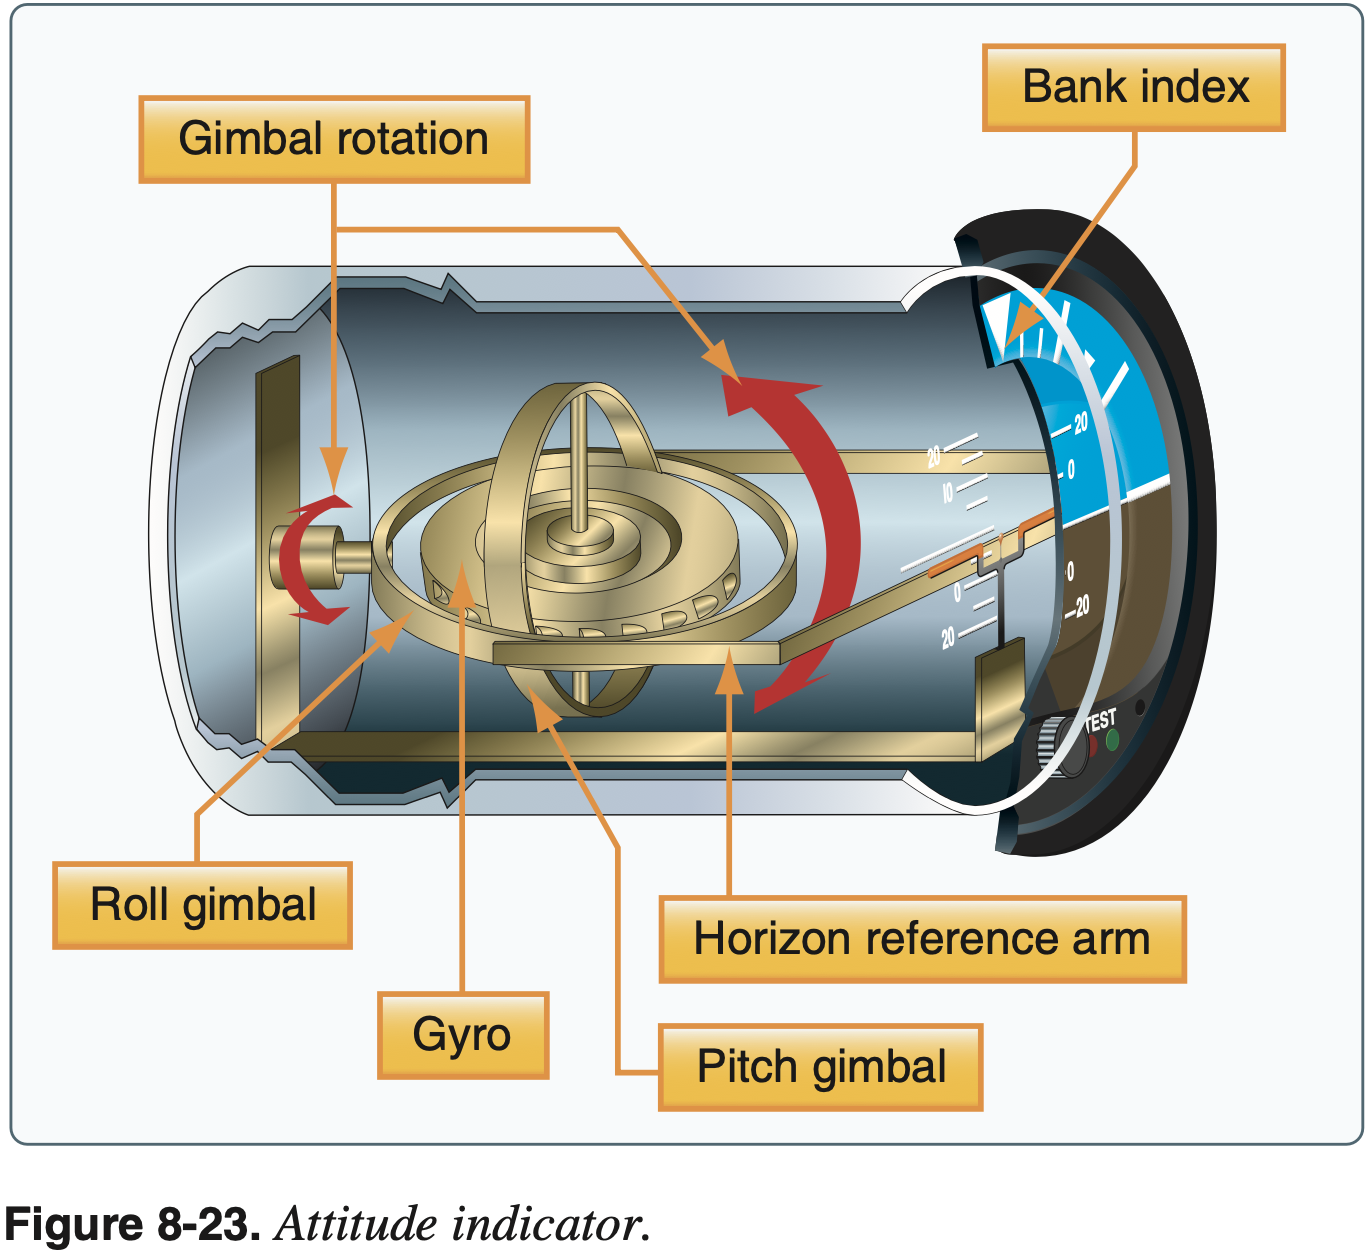 Bank index
Gimbal rotation
20
10
0
20
20
0
0
20
TEST
Roll gimbal
Horizon reference arm
Gyro
Pitch gimbal
Figure 8-23. Attitude indicator.